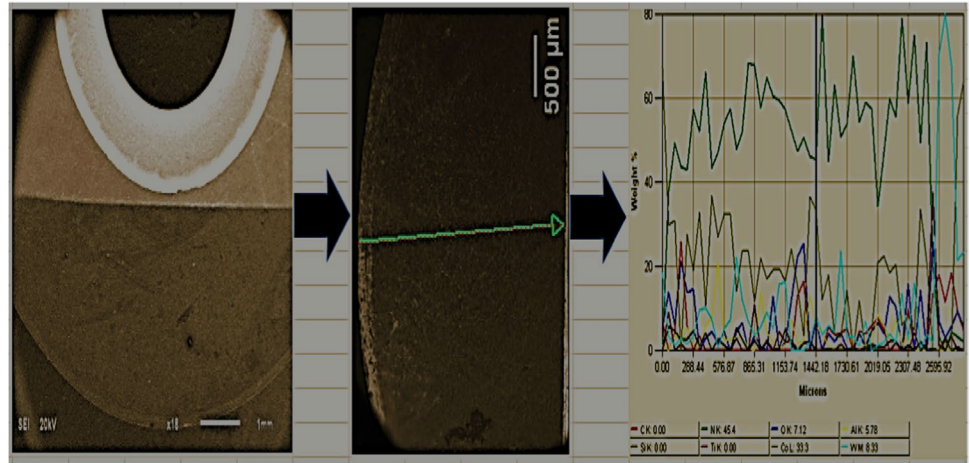 SEI 20kV x18 1mm
500 µm
Weight %
80
60
40
20
0
0.00 288.44 576.87 865.31 1153.74 1442.18 1730.61 2019.05 2307.48 2595.92
Microns
C K: 0.00 N K: 45.4 O K: 7.12 Al K: 5.78
Si K: 0.00 Ti K: 0.00 Co L: 33.3 W M: 8.33